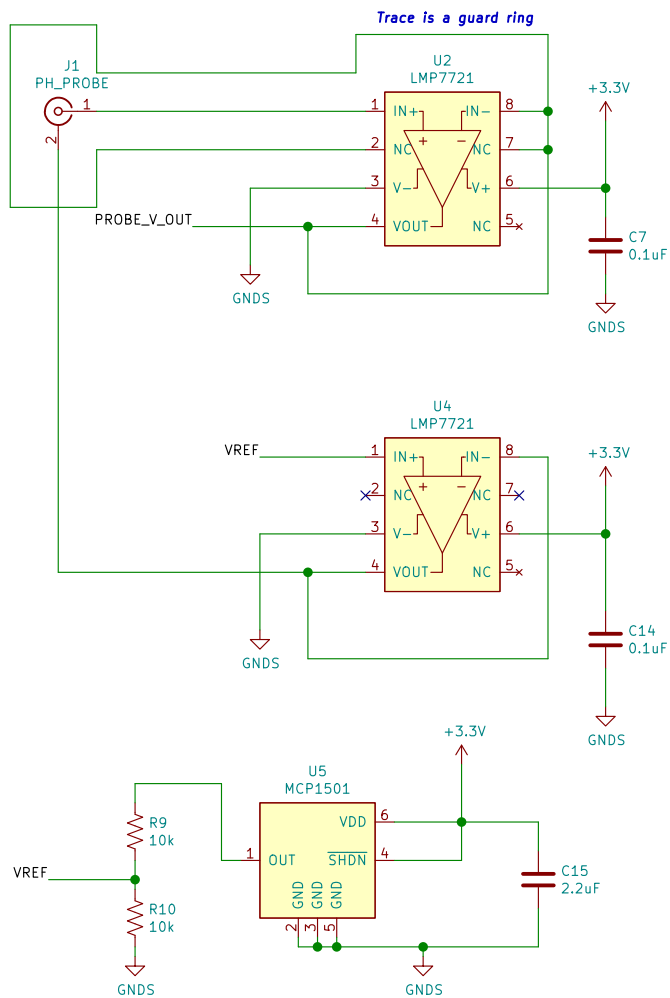 Trace is a guard ring
J1
PH_PROBE
1
2
U2
LMP7721
1 IN+ IN- 8
+ −
2 NC NC 7
3 V- V+ 6
4 VOUT NC 5
+3.3V
C7
0.1uF
GNDS
PROBE_V_OUT
GNDS
U4
LMP7721
VREF
1 IN+ IN- 8
+ −
2 NC NC 7
3 V- V+ 6
4 VOUT NC 5
+3.3V
C14
0.1uF
GNDS
GNDS
+3.3V
U5
MCP1501
VDD 6
1 OUT SHDN 4
GND GND GND
2 3 5
R9
10k
VREF
R10
10k
GNDS
C15
2.2uF
GNDS